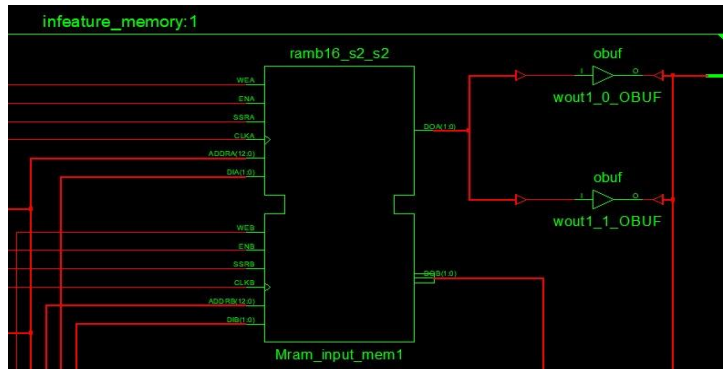 infeature_memory:1
ramb16_s2_s2
WEA
ENA
SSRA
CLKA
ADDRA(12:0)
DIA(1:0)
DOA(1:0)
WEB
ENB
SSRB
CLKB
ADDRB(12:0)
DIB(1:0)
DOB(1:0)
Mram_input_mem1
obuf
I
O
wout1_0_OBUF
obuf
I
O
wout1_1_OBUF